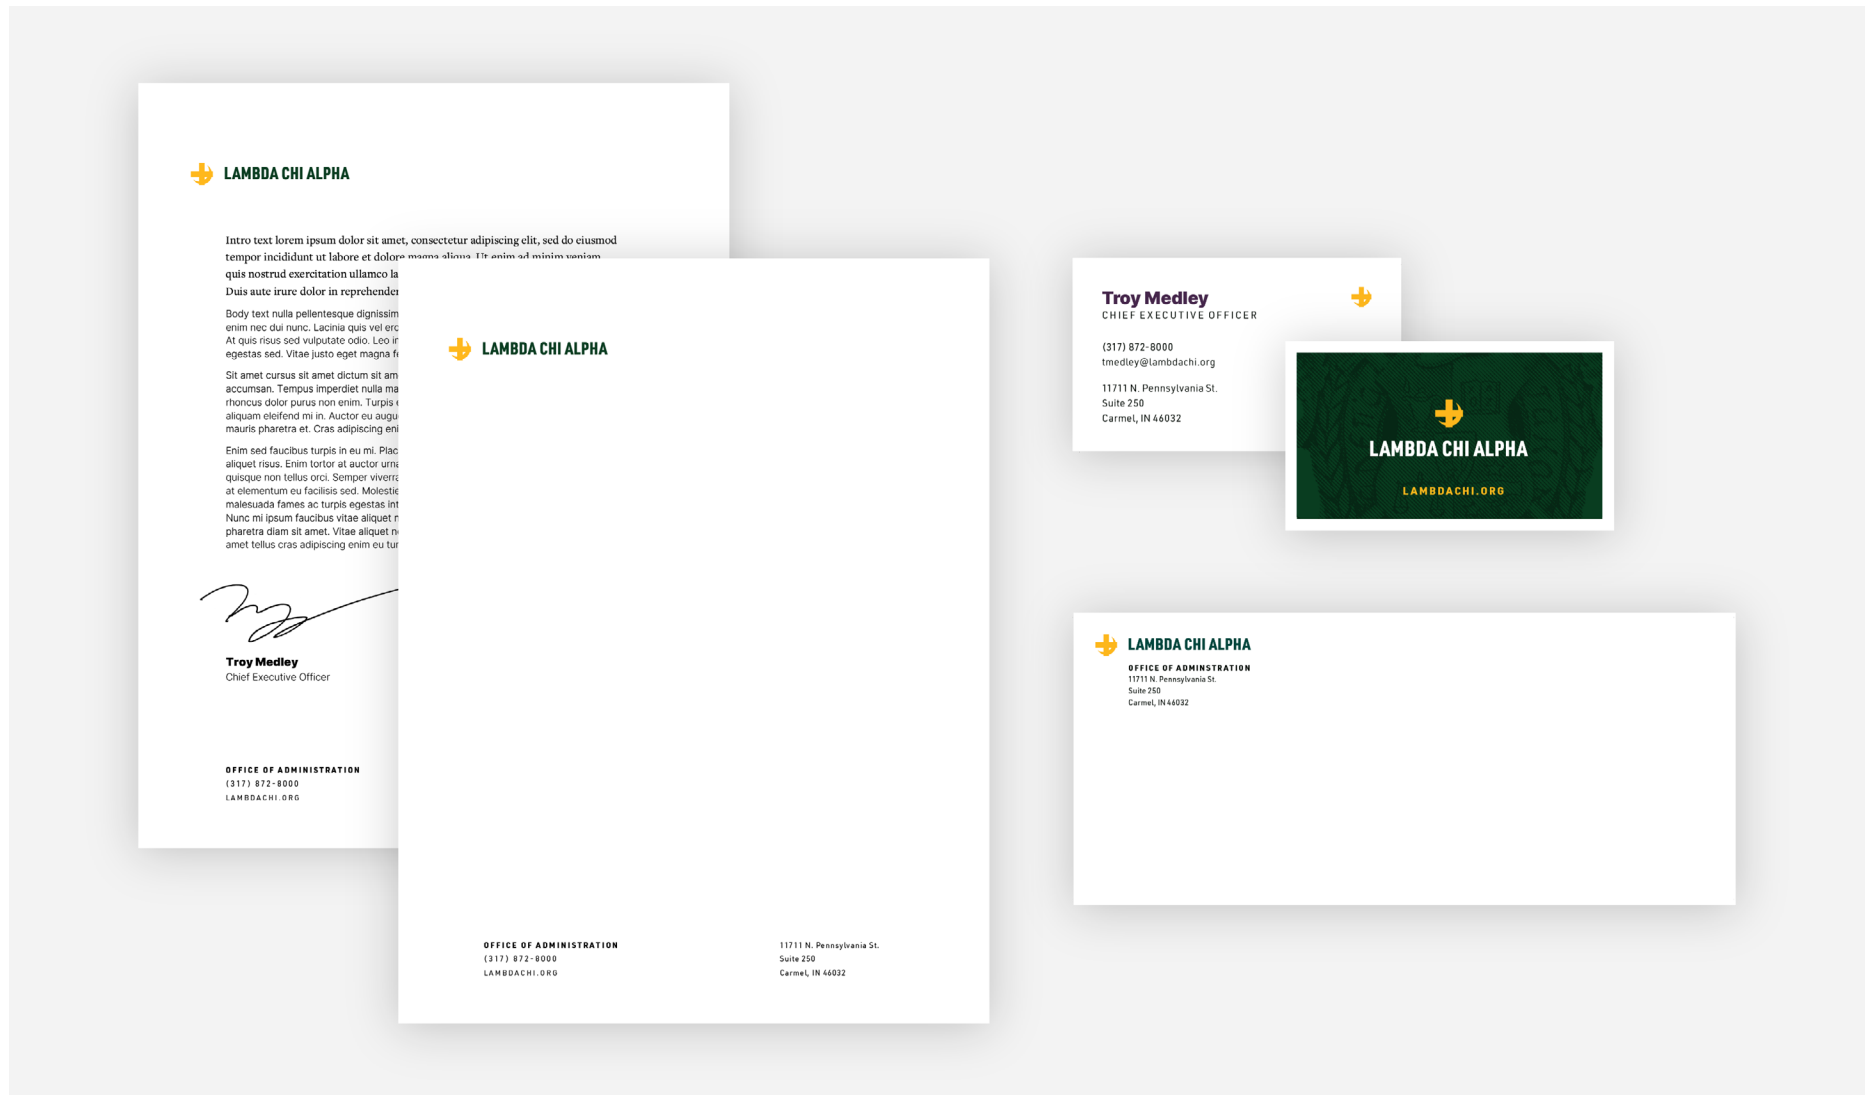 LAMBDA CHI ALPHA
Intro text lorem ipsum dolor sit amet, consectetur adipiscing elit, sed do eiusmod
tempor incididunt ut labore et dolore magna aliqua. Ut enim ad minim veniam
quis nostrud exercitation ullamco la
Duis aute irure dolor in reprehender
Body text nulla pellentesque dignissim
enim nec dui nunc. Lacinia quis vel ero
At quis risus sed vulputate odio. Leo in
egestas sed. Vitae justo eget magna fe
Sit amet cursus sit amet dictum sit am
accumsan. Tempus imperdiet nulla ma
rhoncus dolor purus non enim. Turpis e
aliquam eleifend mi in. Auctor eu augu
mauris pharetra et. Cras adipiscing eni
Enim sed faucibus turpis in eu mi. Plac
aliquet risus. Enim tortor at auctor urna
quisque non tellus orci. Semper viverra
at elementum eu facilisis sed. Molestie
malesuada fames ac turpis egestas int
Nunc mi ipsum faucibus vitae aliquet n
pharetra diam sit amet. Vitae aliquet ne
amet tellus cras adipiscing enim eu tur
Troy Medley
Chief Executive Officer
OFFICE OF ADMINISTRATION
(317) 872-8000
LAMBDACHI.ORG
LAMBDA CHI ALPHA
OFFICE OF ADMINISTRATION
(317) 872-8000
LAMBDACHI.ORG
11711 N. Pennsylvania St.
Suite 250
Carmel, IN 46032
Troy Medley
CHIEF EXECUTIVE OFFICER
(317) 872-8000
tmedley@lambdachi.org
11711 N. Pennsylvania St.
Suite 250
Carmel, IN 46032
LAMBDA CHI ALPHA
LAMBDACHI.ORG
LAMBDA CHI ALPHA
OFFICE OF ADMINSTRATION
11711 N. Pennsylvania St.
Suite 250
Carmel, IN 46032